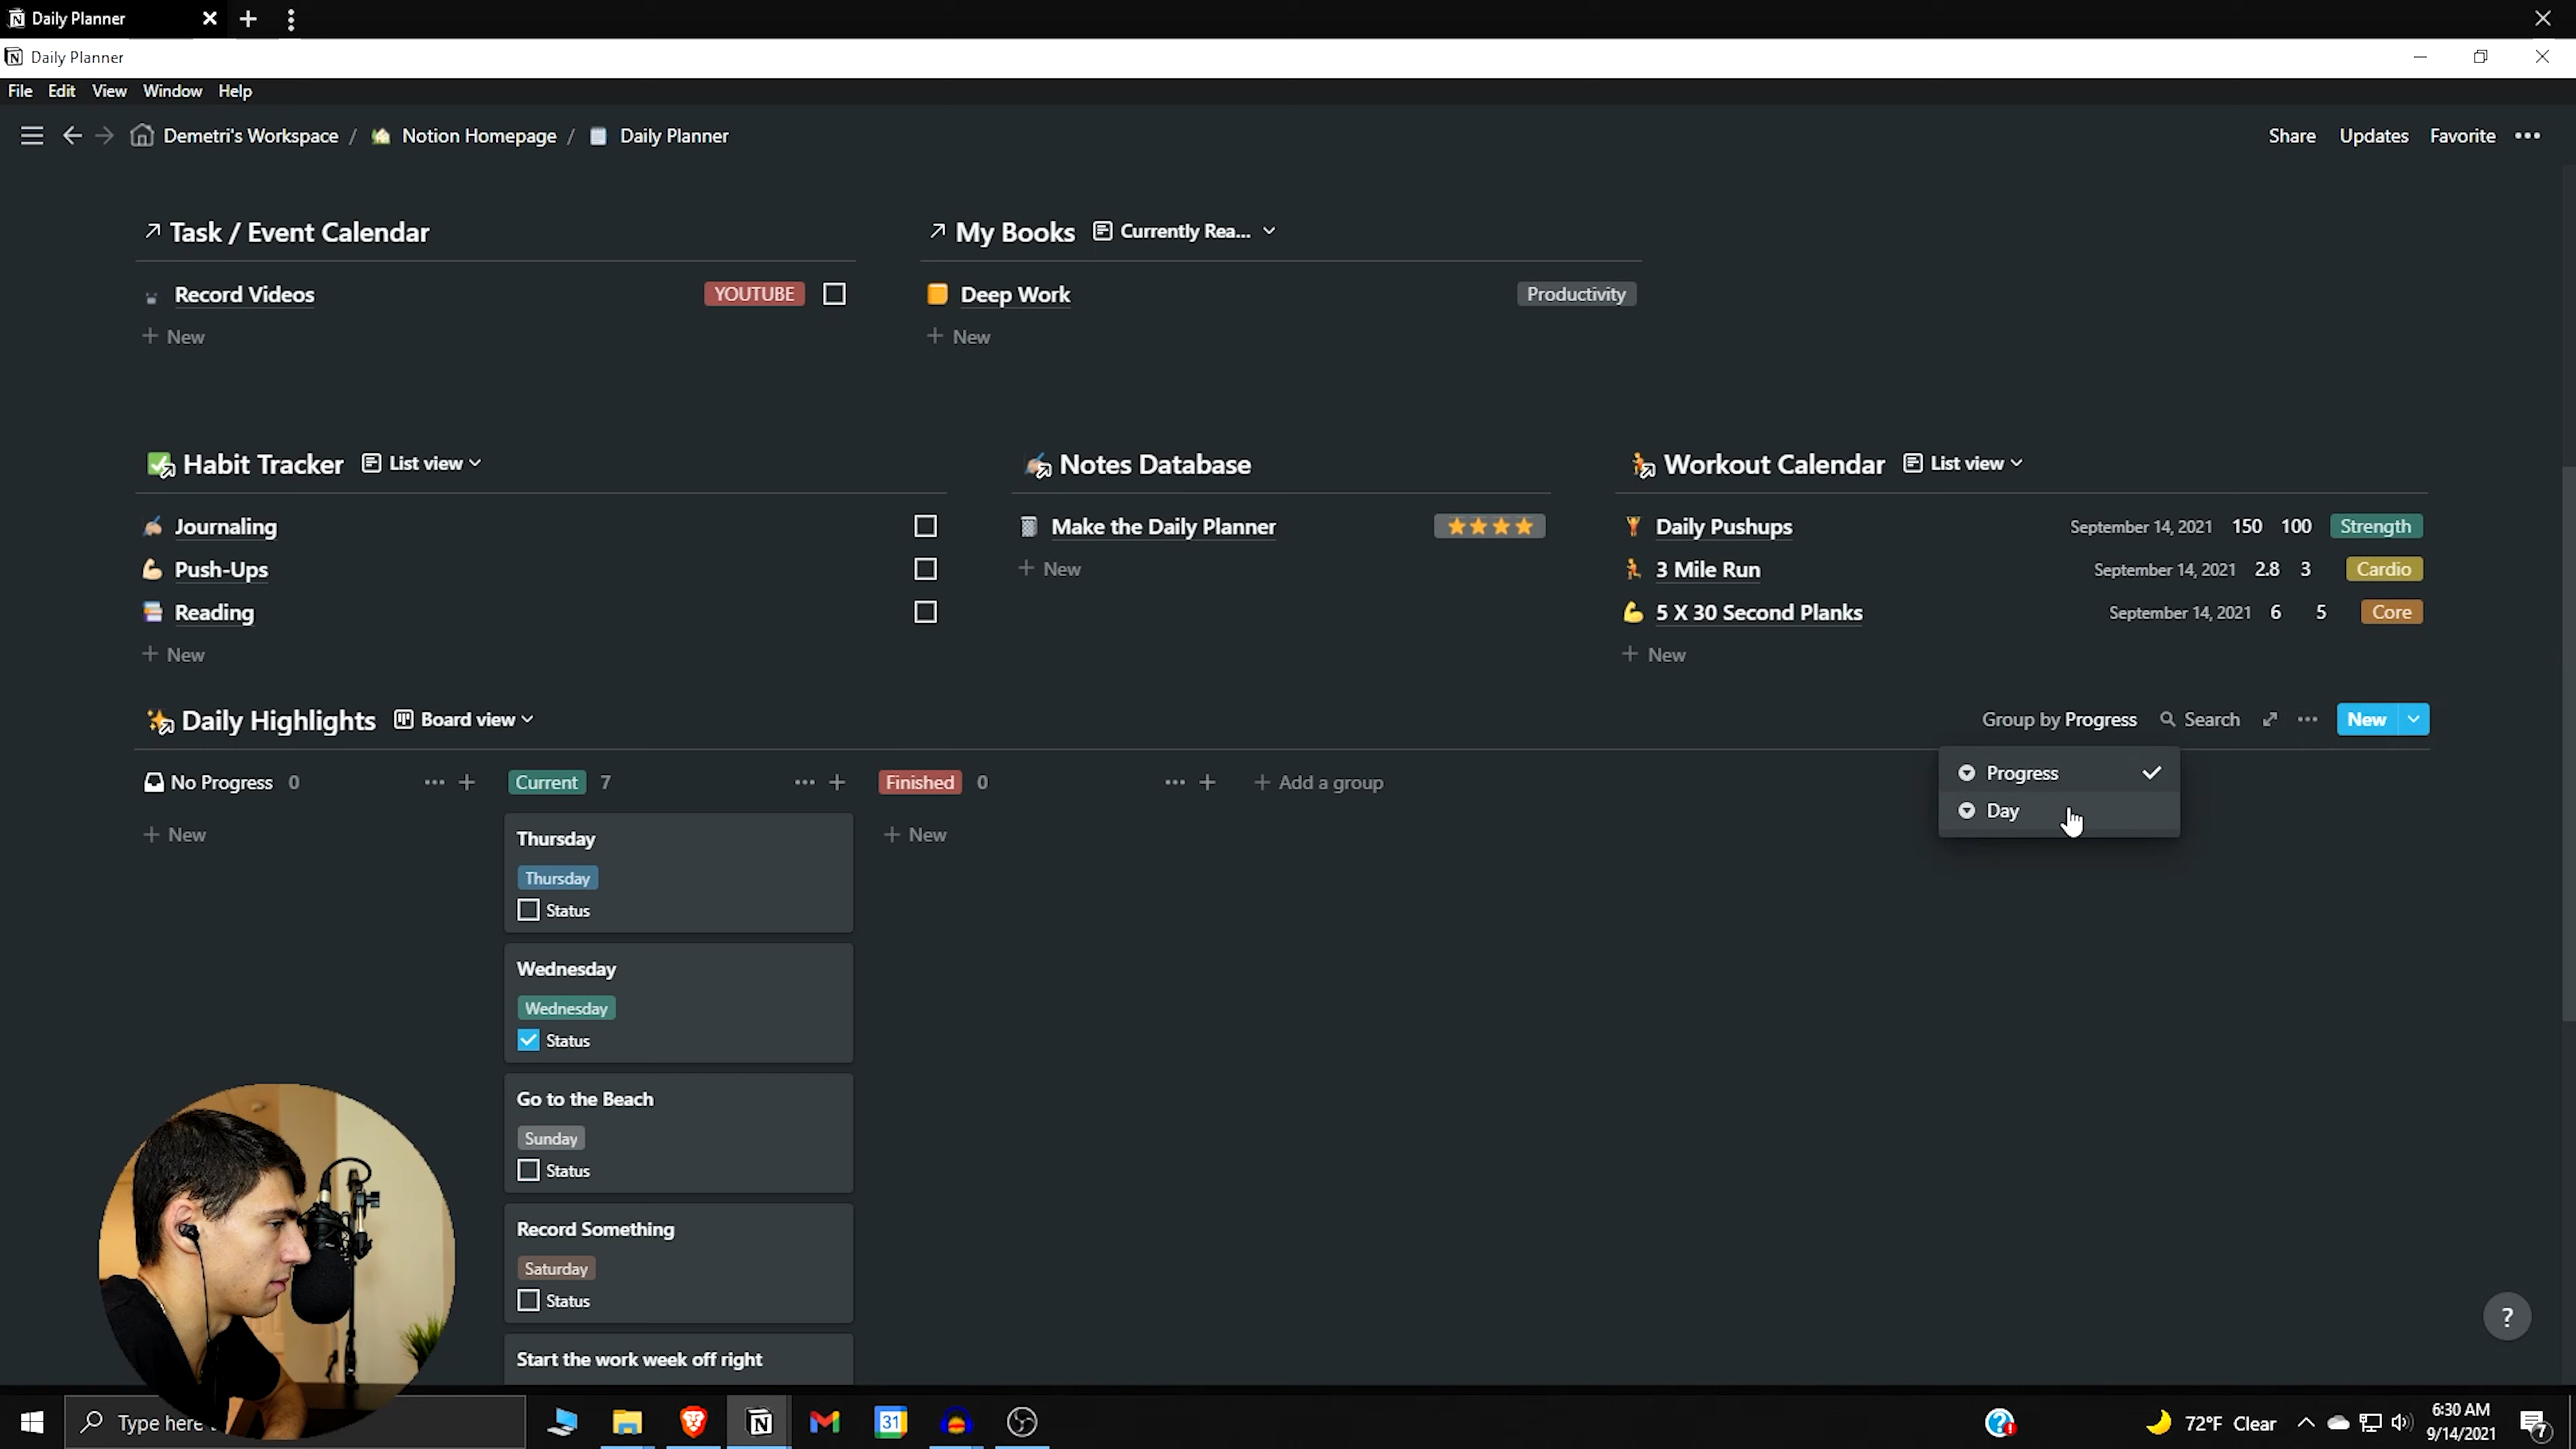 Daily Planner
Daily Planner
File Edit View Window Help
Demetri's Workspace / Notion Homepage / Daily Planner
Share Updates Favorite
Task / Event Calendar
Record Videos YOUTUBE
New
My Books Currently Rea...
Deep Work Productivity
New
Habit Tracker List view
Journaling
Push-Ups
Reading
New
Notes Database
Make the Daily Planner
New
Workout Calendar List view
Daily Pushups September 14, 2021 150 100 Strength
3 Mile Run September 14, 2021 2.8 3 Cardio
5 X 30 Second Planks September 14, 2021 6 5 Core
New
Daily Highlights Board view
Group by Progress Search New
Progress
Day
No Progress 0
New
Current 7
Thursday
Thursday
Status
Wednesday
Wednesday
Status
Go to the Beach
Sunday
Status
Record Something
Saturday
Status
Start the work week off right
Finished 0
New
Add a group
?
Type here
31
72°F Clear
6:30 AM
9/14/2021
7